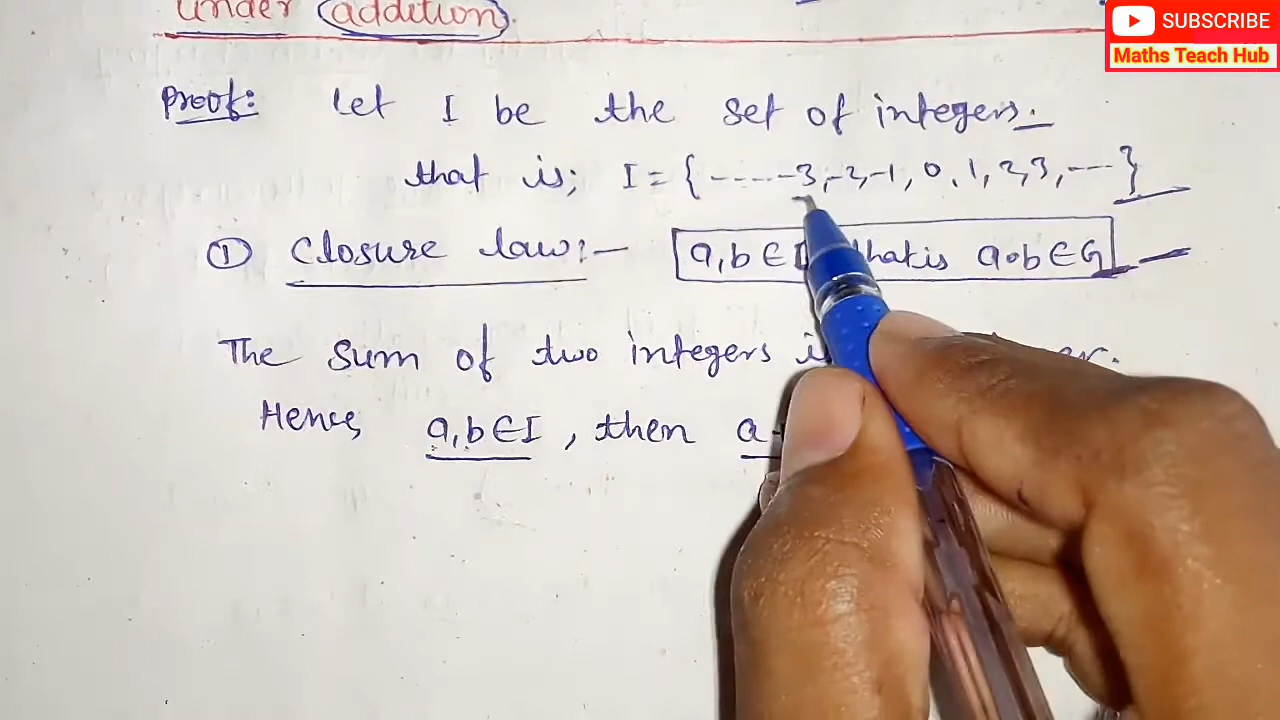 under addition.
SUBSCRIBE
Maths Teach Hub
Proof: Let I be the set of integers.
that is; I = { ------3,-2,-1, 0, 1, 2,3, --- }
① Closure law:- a,b∈I that is a∘b∈G
The sum of two integers
Hence, a,b∈I, then a